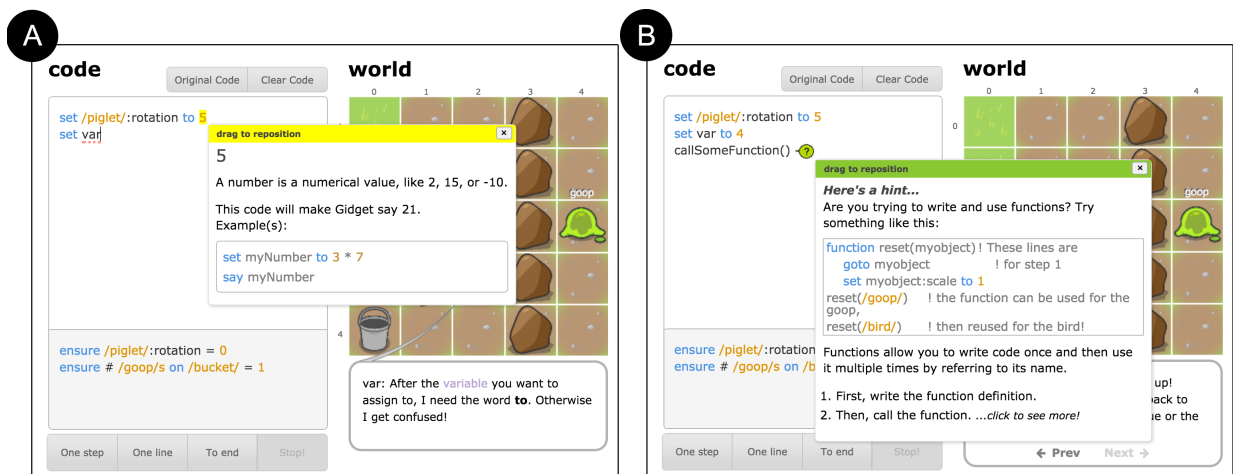 A
code
Original Code
Clear Code
set /piglet/:rotation to 5
set var
ensure /piglet/:rotation = 0
ensure # /goop/s on /bucket/ = 1
One step
One line
To end
Stop!
world
0 1 2 3 4
goop
4
drag to reposition
x
5
A number is a numerical value, like 2, 15, or -10.
This code will make Gidget say 21.
Example(s):
set myNumber to 3 * 7
say myNumber
var: After the variable you want to
assign to, I need the word to. Otherwise
I get confused!
B
code
Original Code
Clear Code
set /piglet/:rotation to 5
set var to 4
callSomeFunction() - ?
ensure /piglet/:rotation
ensure # /goop/s on /b
One step
One line
To end
Stop!
world
0 1 2 3 4
0
goop
drag to reposition
x
Here's a hint...
Are you trying to write and use functions? Try
something like this:
function reset(myobject) ! These lines are
goto myobject ! for step 1
set myobject:scale to 1
reset(/goop/) ! the function can be used for the
goop,
reset(/bird/) ! then reused for the bird!
Functions allow you to write code once and then use
it multiple times by referring to its name.
1. First, write the function definition.
2. Then, call the function. ...click to see more!
up!
ack to
ue or the
← Prev Next →